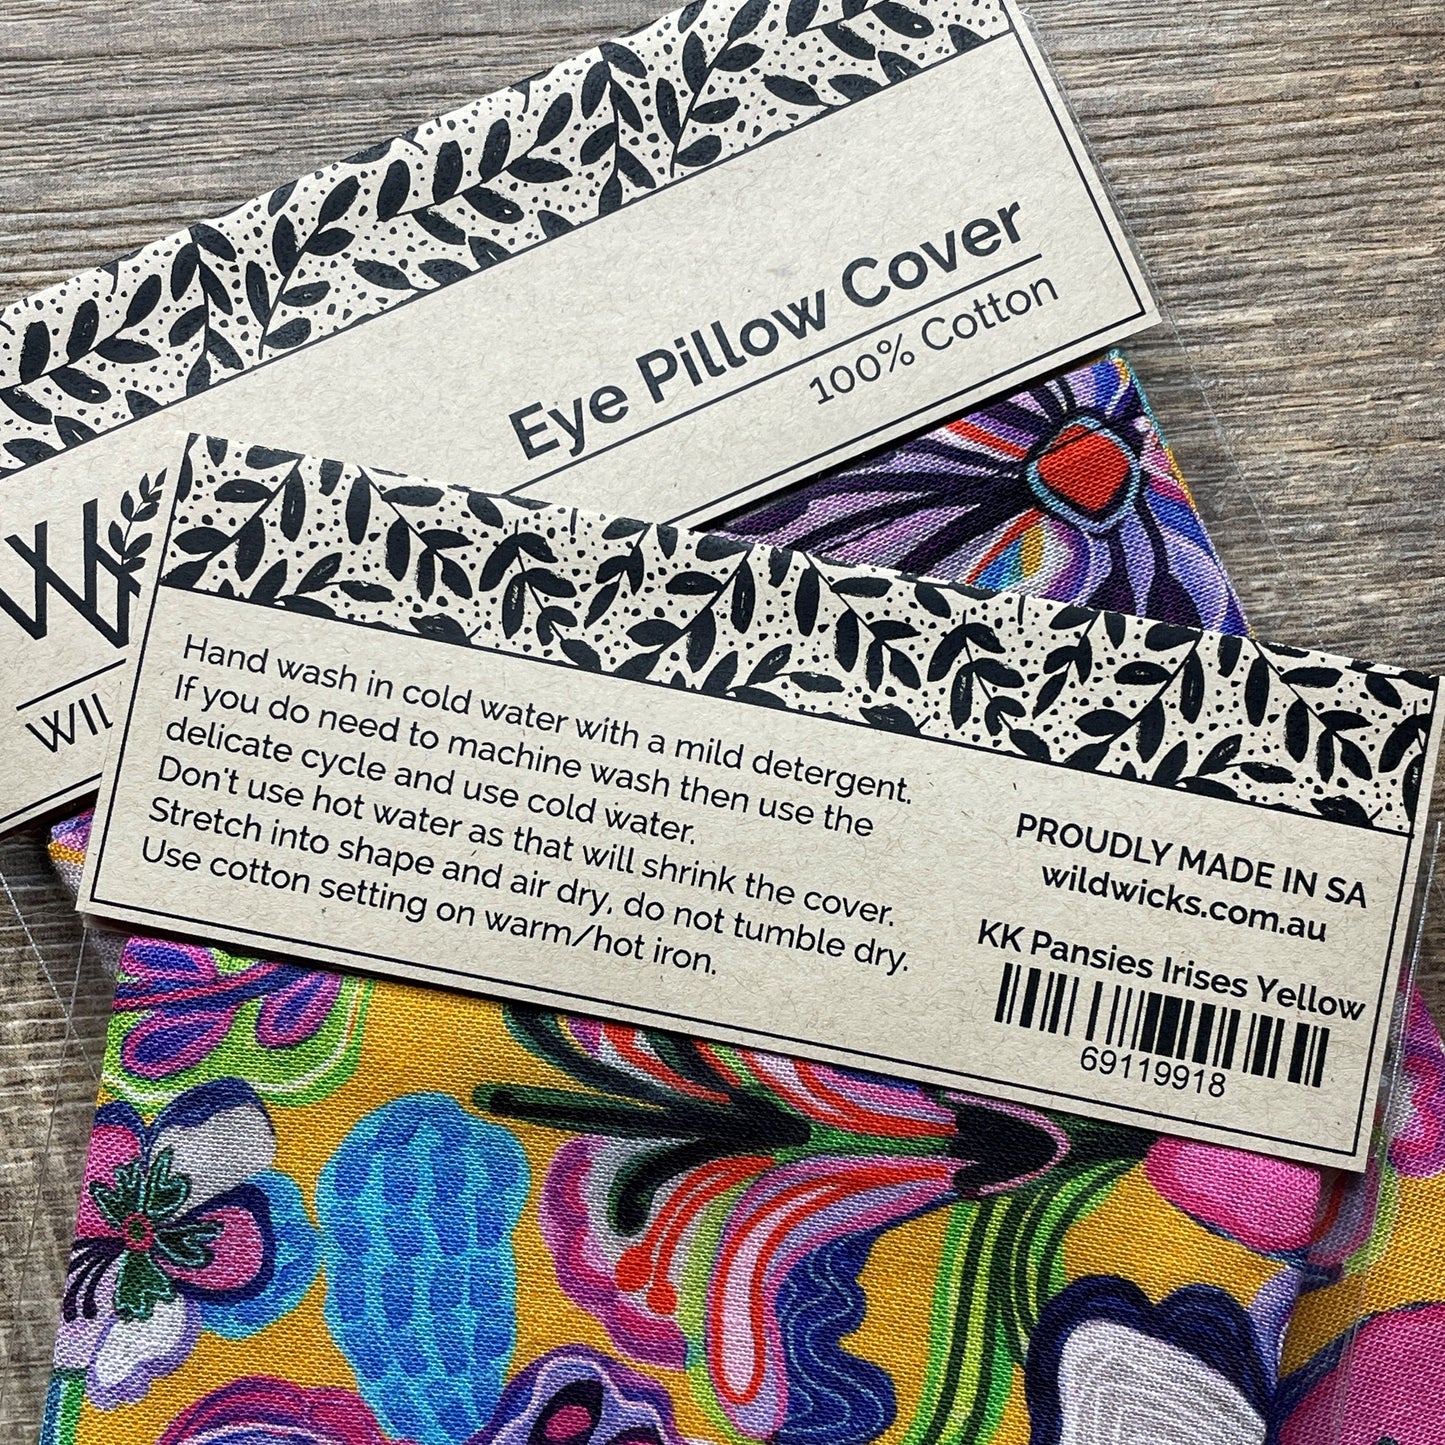 Eye Pillow Cover
100% Cotton
W
WIL
Hand wash in cold water with a mild detergent.
If you do need to machine wash then use the
delicate cycle and use cold water.
Don't use hot water as that will shrink the cover.
Stretch into shape and air dry, do not tumble dry.
Use cotton setting on warm/hot iron.
PROUDLY MADE IN SA
wildwicks.com.au
KK Pansies Irises Yellow
69119918